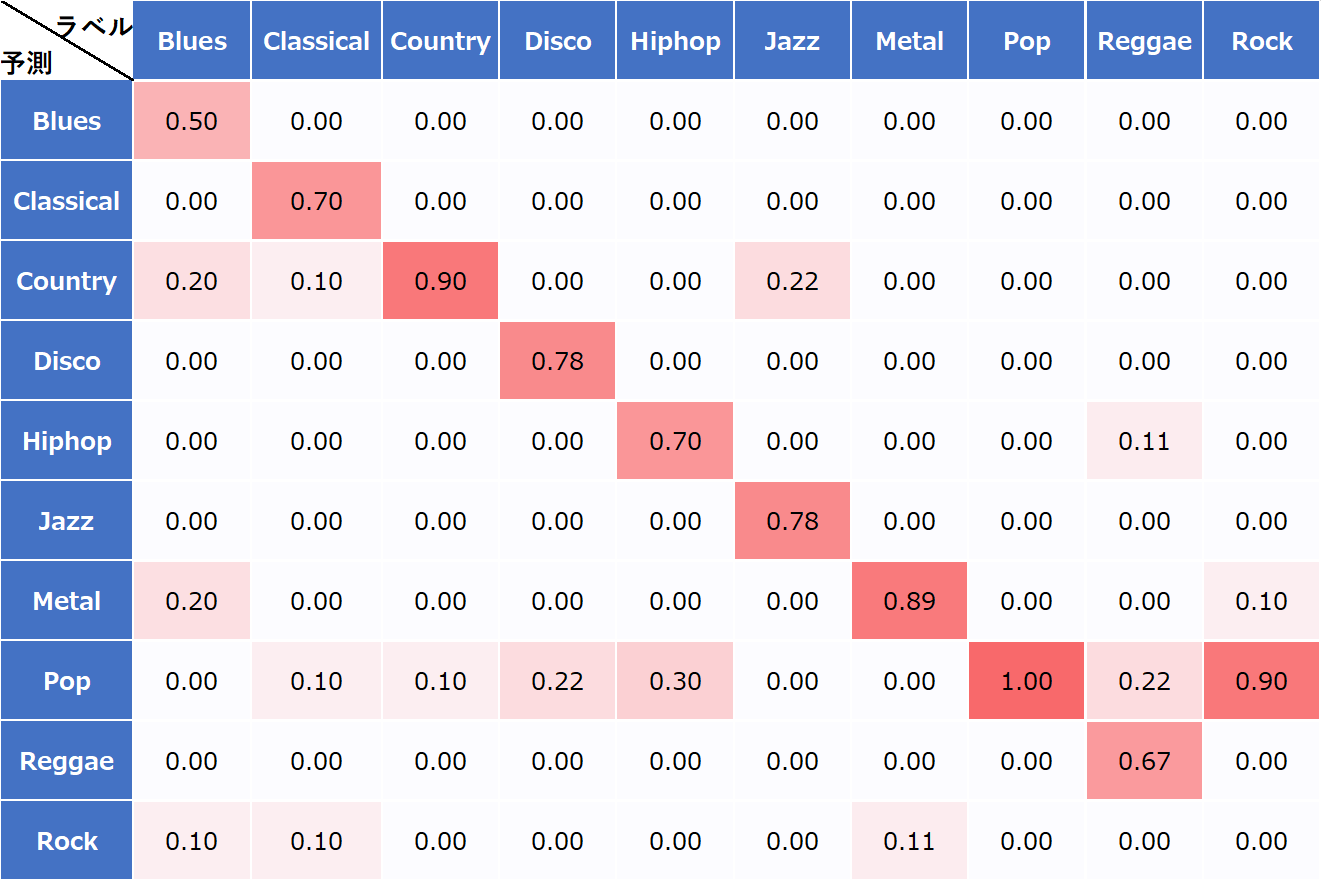 ラベル
予測
Blues Classical Country Disco Hiphop Jazz Metal Pop Reggae Rock
Blues 0.50 0.00 0.00 0.00 0.00 0.00 0.00 0.00 0.00 0.00
Classical 0.00 0.70 0.00 0.00 0.00 0.00 0.00 0.00 0.00 0.00
Country 0.20 0.10 0.90 0.00 0.00 0.22 0.00 0.00 0.00 0.00
Disco 0.00 0.00 0.00 0.78 0.00 0.00 0.00 0.00 0.00 0.00
Hiphop 0.00 0.00 0.00 0.00 0.70 0.00 0.00 0.00 0.11 0.00
Jazz 0.00 0.00 0.00 0.00 0.00 0.78 0.00 0.00 0.00 0.00
Metal 0.20 0.00 0.00 0.00 0.00 0.00 0.89 0.00 0.00 0.10
Pop 0.00 0.10 0.10 0.22 0.30 0.00 0.00 1.00 0.22 0.90
Reggae 0.00 0.00 0.00 0.00 0.00 0.00 0.00 0.00 0.67 0.00
Rock 0.10 0.10 0.00 0.00 0.00 0.00 0.11 0.00 0.00 0.00